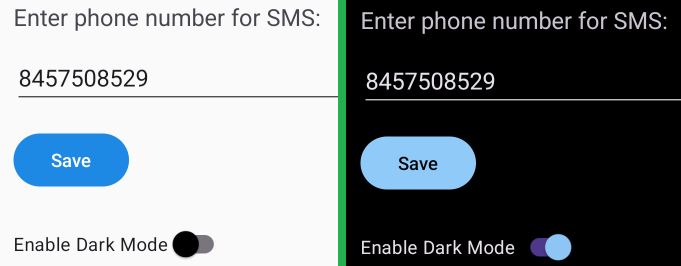 Enter phone number for SMS:
8457508529
Save
Enable Dark Mode
Enter phone number for SMS:
8457508529
Save
Enable Dark Mode